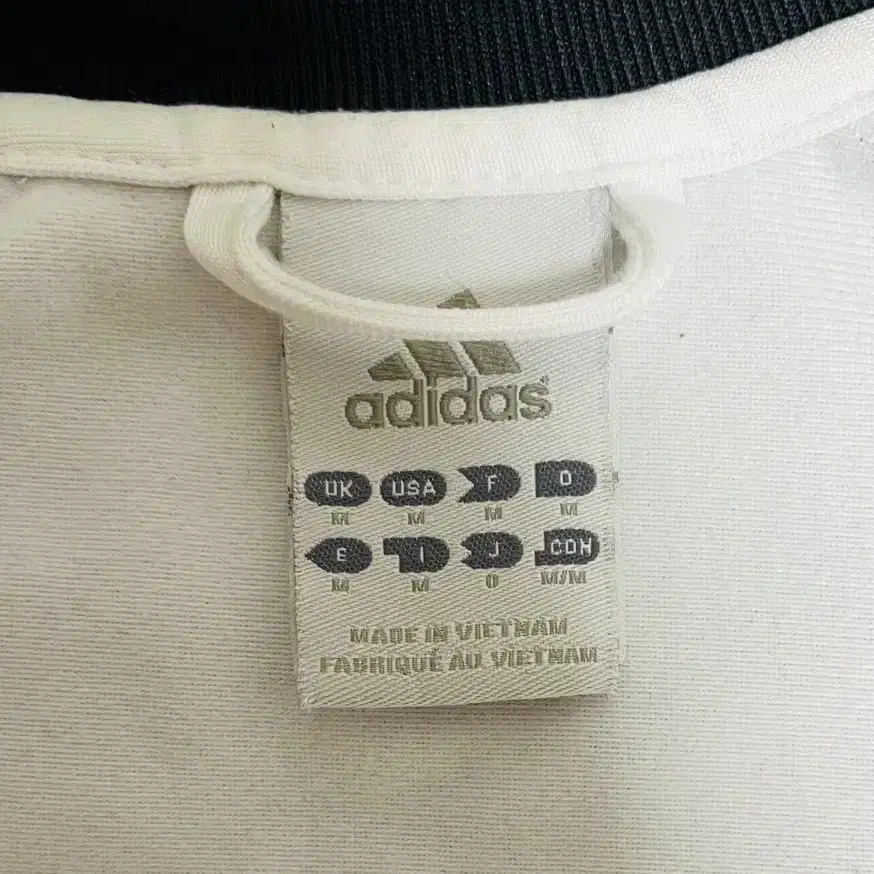 adidas®
UK USA F D
M M M M
E I J CDN
M M O M/M
MADE IN VIETNAM
FABRIQUÉ AU VIETNAM